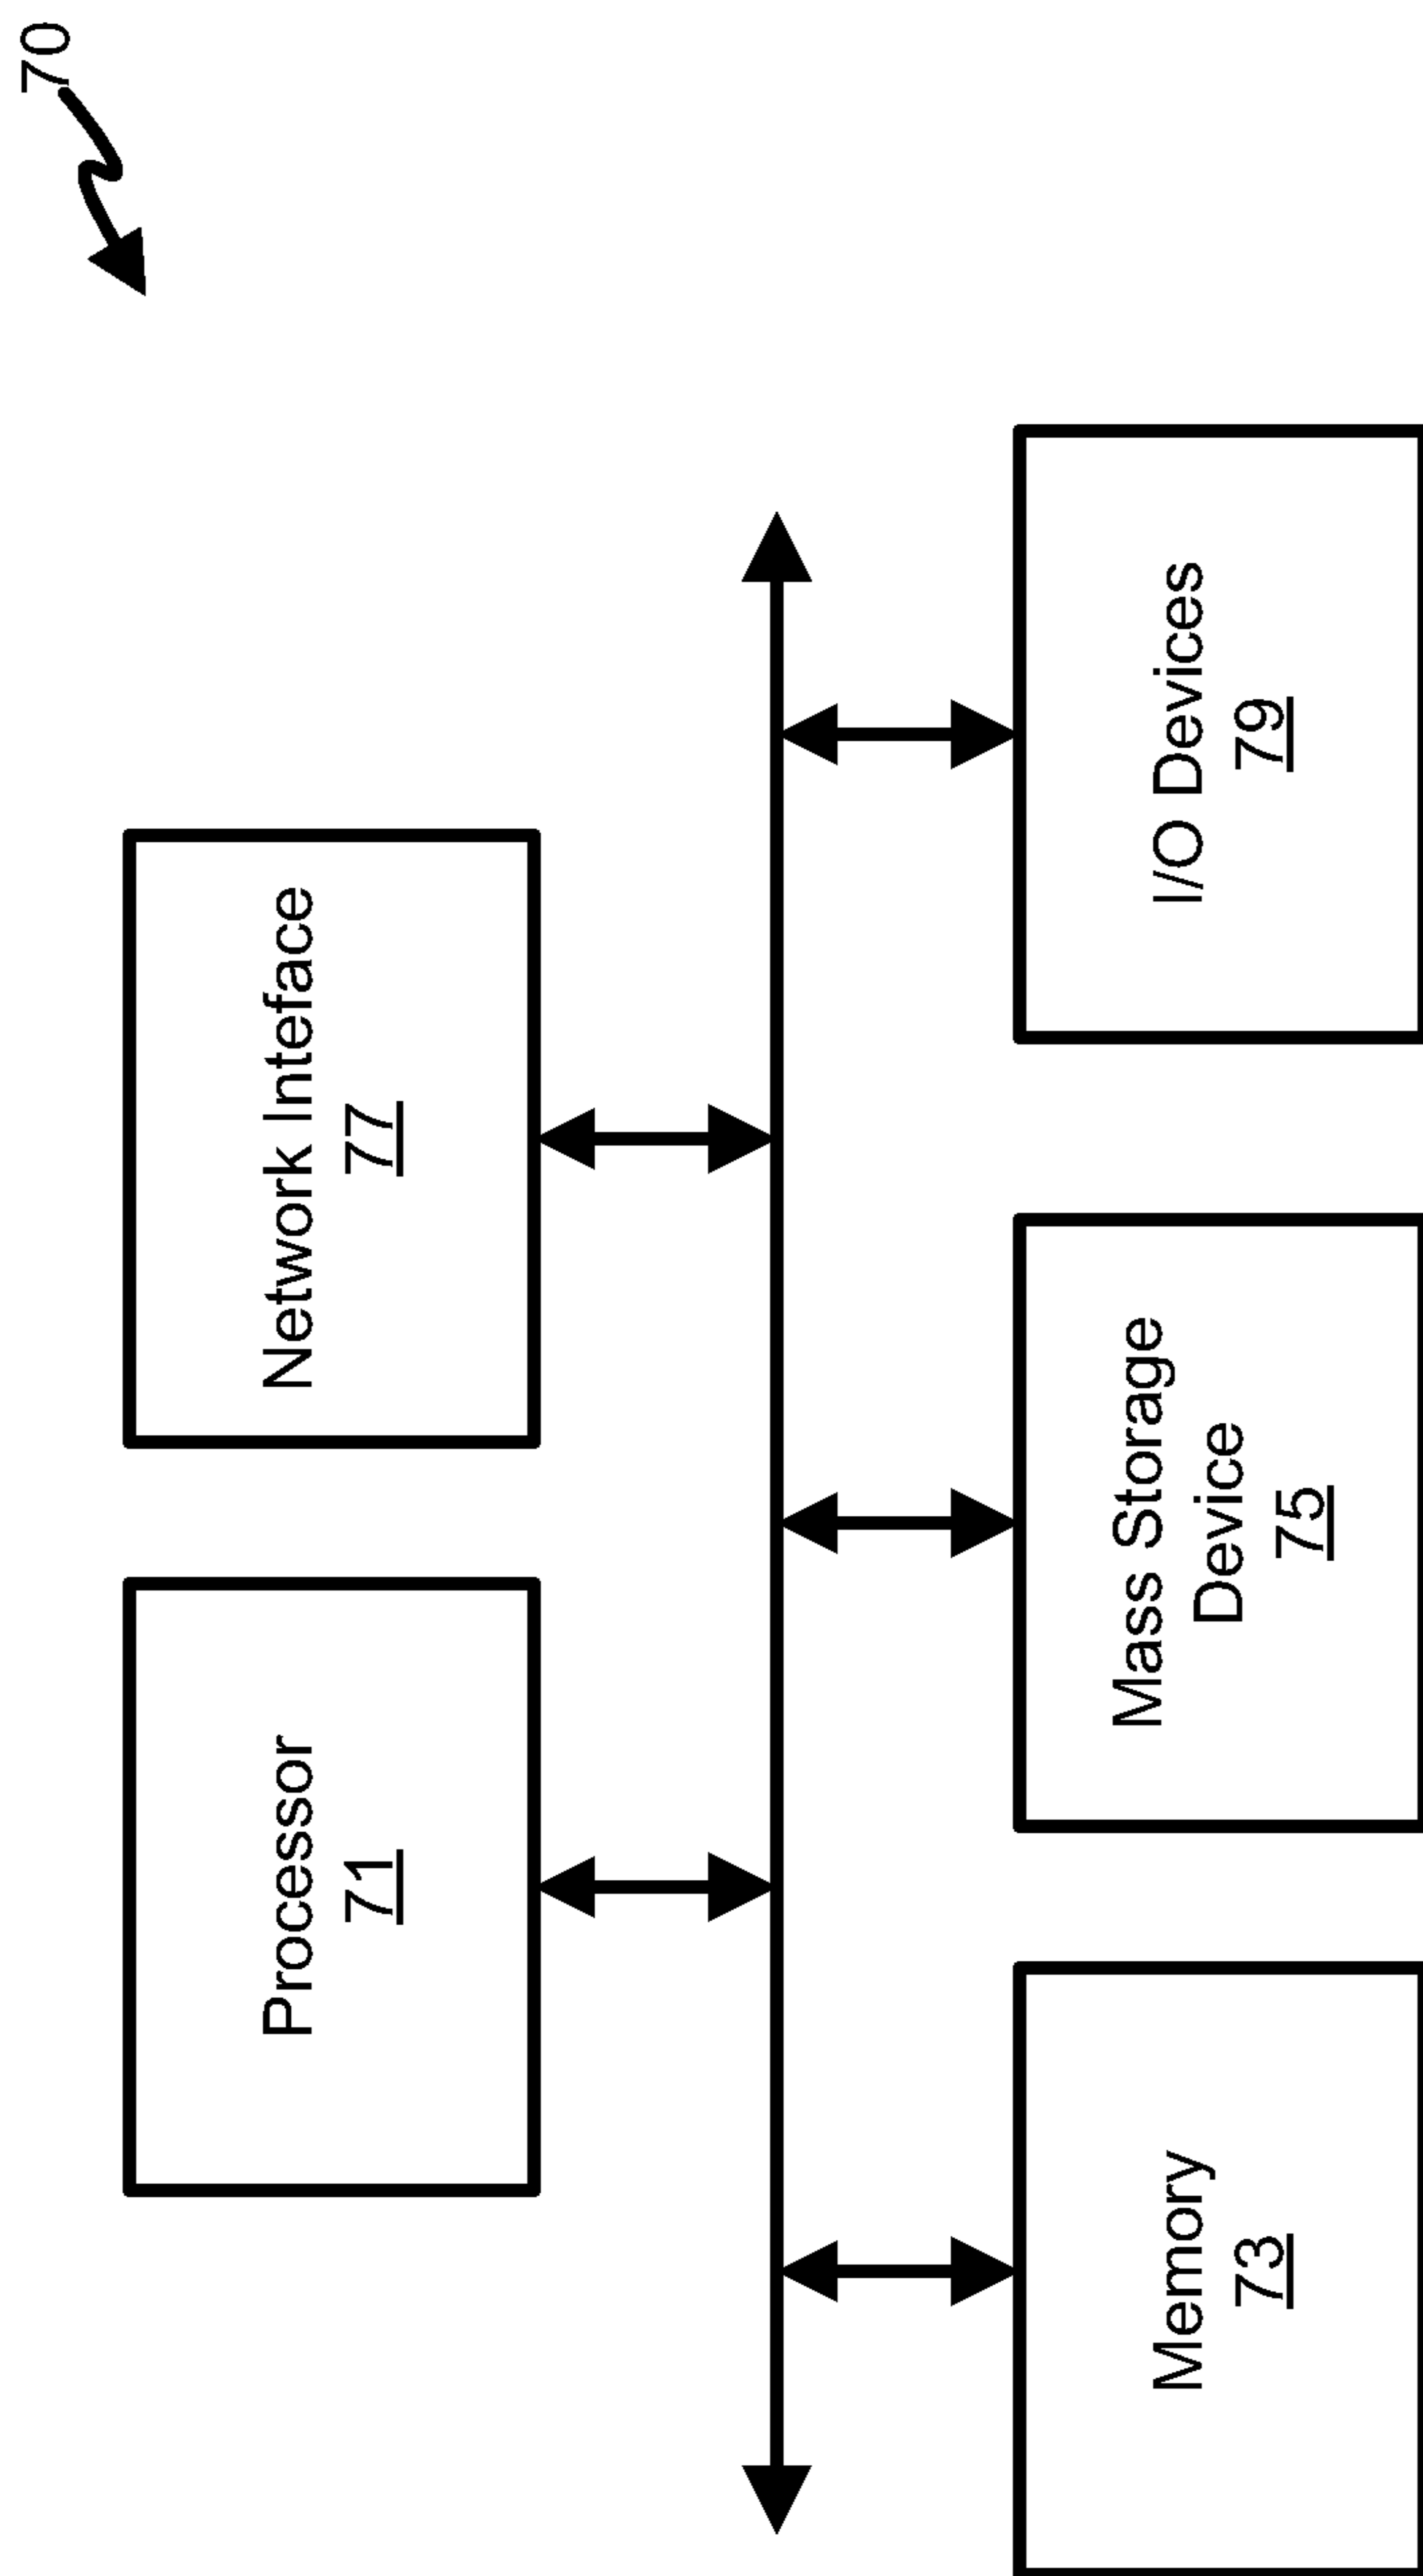 70
Processor
71
Network Inteface
77
Memory
73
Mass Storage
Device
75
I/O Devices
79